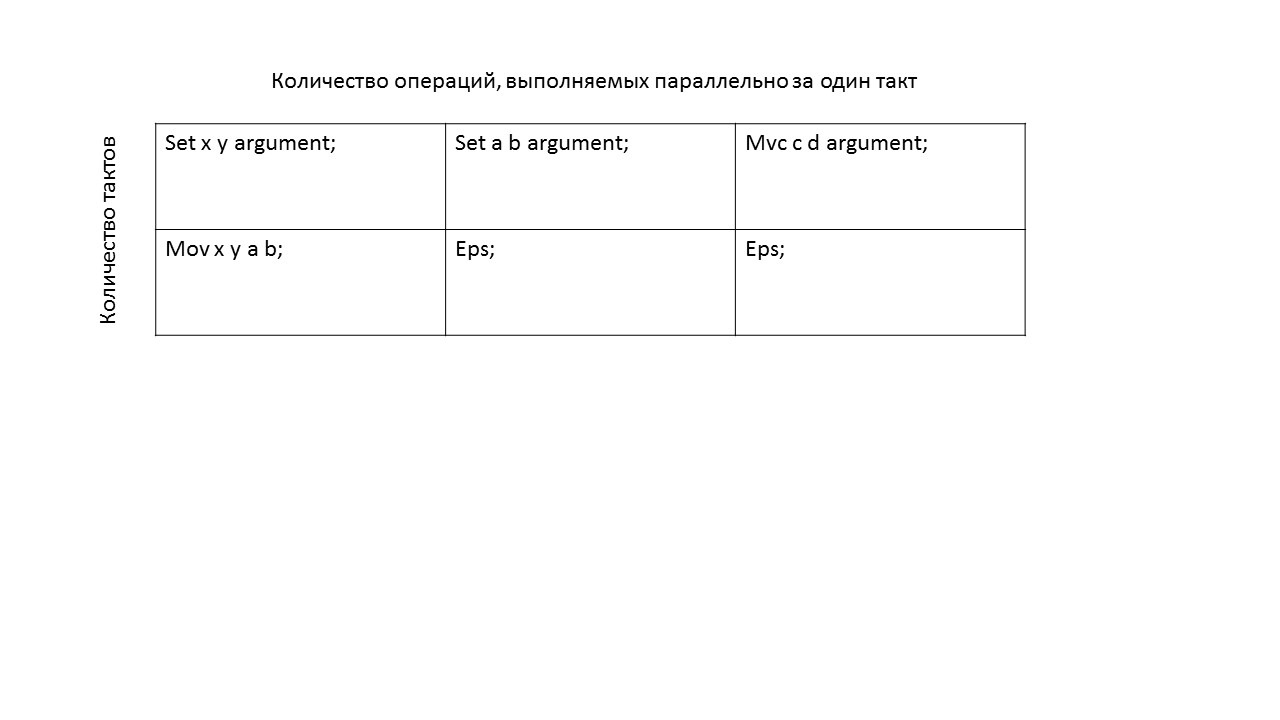 Количество операций, выполняемых параллельно за один такт
Количество тактов
Set x y argument;
Set a b argument;
Mvc c d argument;
Mov x y a b;
Eps;
Eps;